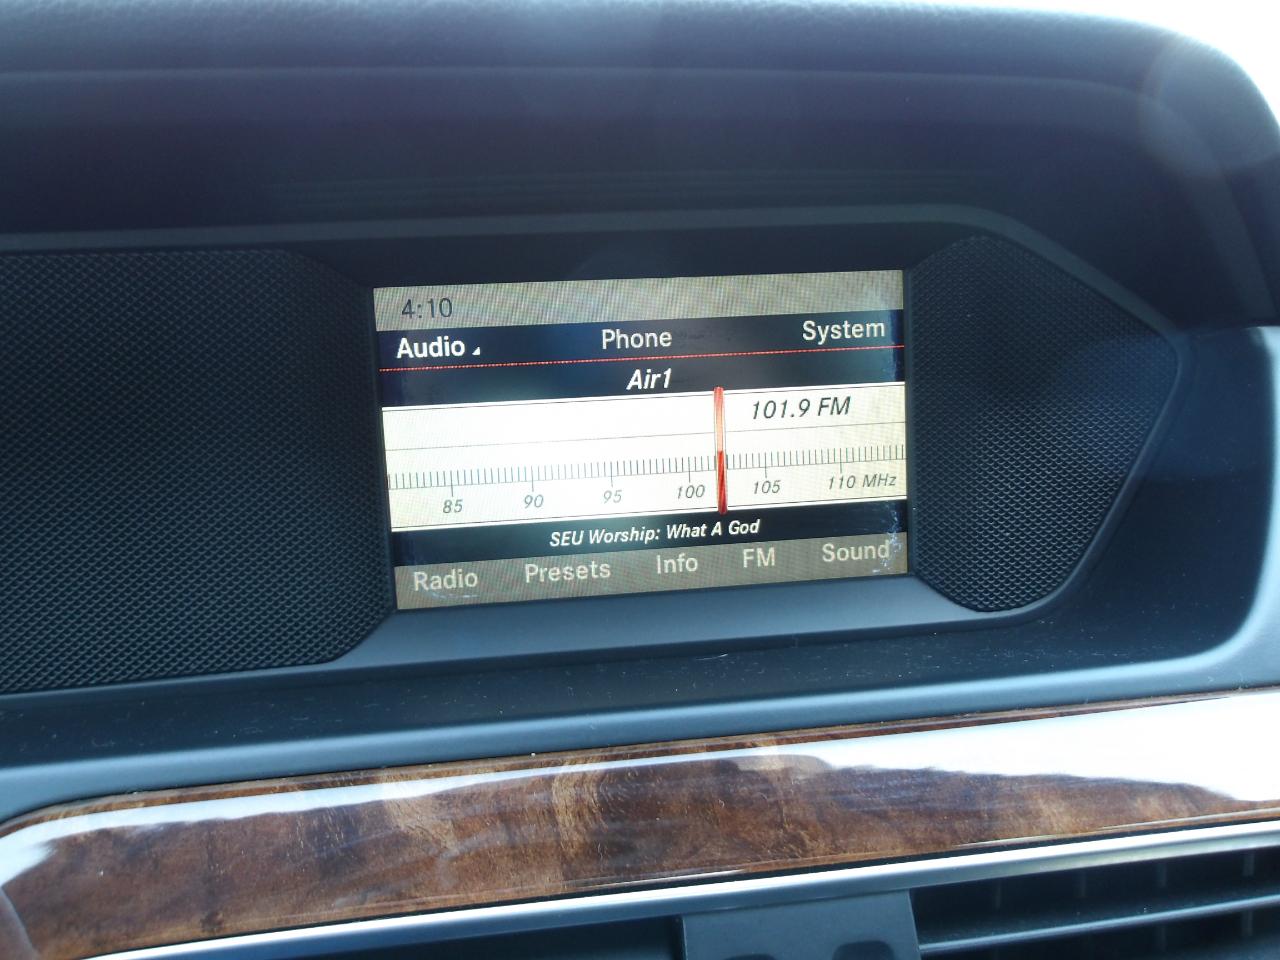 4:10
Audio Phone System
Air1
101.9 FM
85 90 95 100 105 110 MHz
SEU Worship: What A God
Radio Presets Info FM Sound